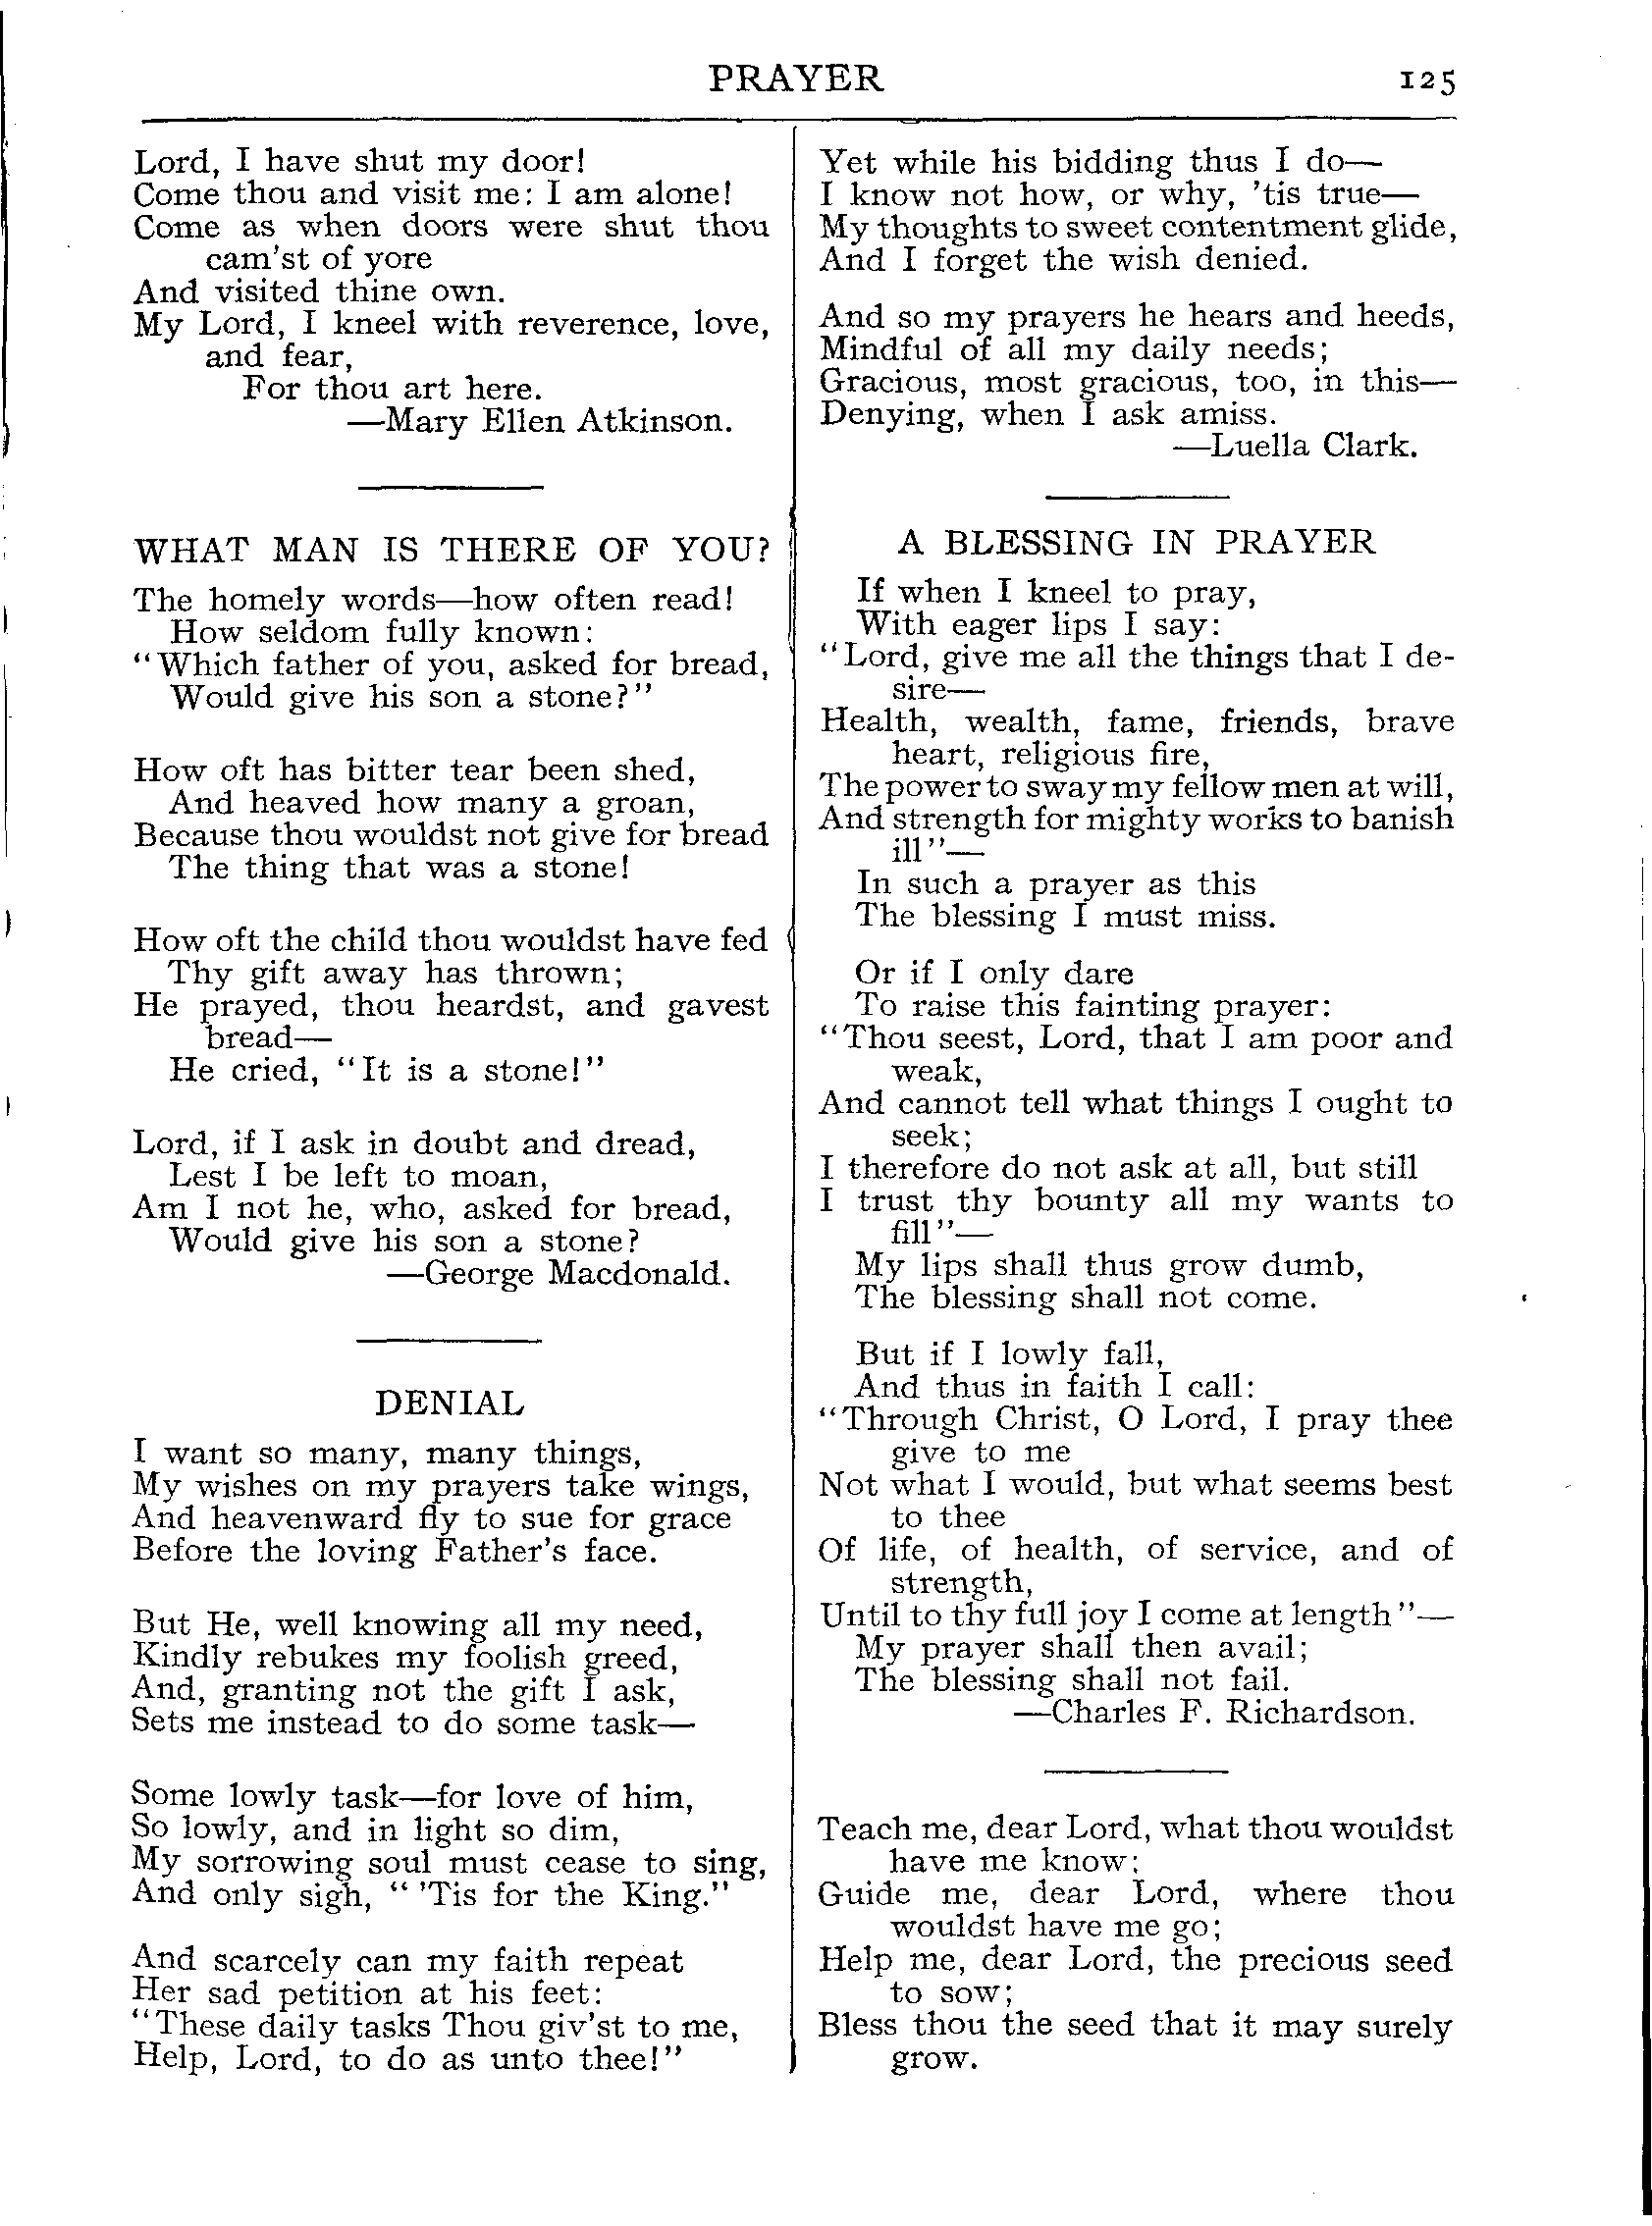 PRAYER 125
Lord, I have shut my door!
Come thou and visit me: I am alone!
Come as when doors were shut thou
cam'st of yore
And visited thine own.
My Lord, I kneel with reverence, love,
and fear,
For thou art here.
—Mary Ellen Atkinson.
WHAT MAN IS THERE OF YOU?
The homely words—how often read!
How seldom fully known:
"Which father of you, asked for bread,
Would give his son a stone?"
How oft has bitter tear been shed,
And heaved how many a groan,
Because thou wouldst not give for bread
The thing that was a stone!
How oft the child thou wouldst have fed
Thy gift away has thrown;
He prayed, thou heardst, and gavest
bread—
He cried, "It is a stone!"
Lord, if I ask in doubt and dread,
Lest I be left to moan,
Am I not he, who, asked for bread,
Would give his son a stone?
—George Macdonald.
DENIAL
I want so many, many things,
My wishes on my prayers take wings,
And heavenward fly to sue for grace
Before the loving Father's face.
But He, well knowing all my need,
Kindly rebukes my foolish greed,
And, granting not the gift I ask,
Sets me instead to do some task—
Some lowly task—for love of him,
So lowly, and in light so dim,
My sorrowing soul must cease to sing,
And only sigh, " 'Tis for the King."
And scarcely can my faith repeat
Her sad petition at his feet:
"These daily tasks Thou giv'st to me,
Help, Lord, to do as unto thee!"
Yet while his bidding thus I do—
I know not how, or why, 'tis true—
My thoughts to sweet contentment glide,
And I forget the wish denied.
And so my prayers he hears and heeds,
Mindful of all my daily needs;
Gracious, most gracious, too, in this—
Denying, when I ask amiss.
—Luella Clark.
A BLESSING IN PRAYER
If when I kneel to pray,
With eager lips I say:
"Lord, give me all the things that I de-
sire—
Health, wealth, fame, friends, brave
heart, religious fire,
The power to sway my fellow men at will,
And strength for mighty works to banish
ill"—
In such a prayer as this
The blessing I must miss.
Or if I only dare
To raise this fainting prayer:
"Thou seest, Lord, that I am poor and
weak,
And cannot tell what things I ought to
seek;
I therefore do not ask at all, but still
I trust thy bounty all my wants to
fill"—
My lips shall thus grow dumb,
The blessing shall not come.
But if I lowly fall,
And thus in faith I call:
"Through Christ, O Lord, I pray thee
give to me
Not what I would, but what seems best
to thee
Of life, of health, of service, and of
strength,
Until to thy full joy I come at length"—
My prayer shall then avail;
The blessing shall not fail.
—Charles F. Richardson.
Teach me, dear Lord, what thou wouldst
have me know;
Guide me, dear Lord, where thou
wouldst have me go;
Help me, dear Lord, the precious seed
to sow;
Bless thou the seed that it may surely
grow.